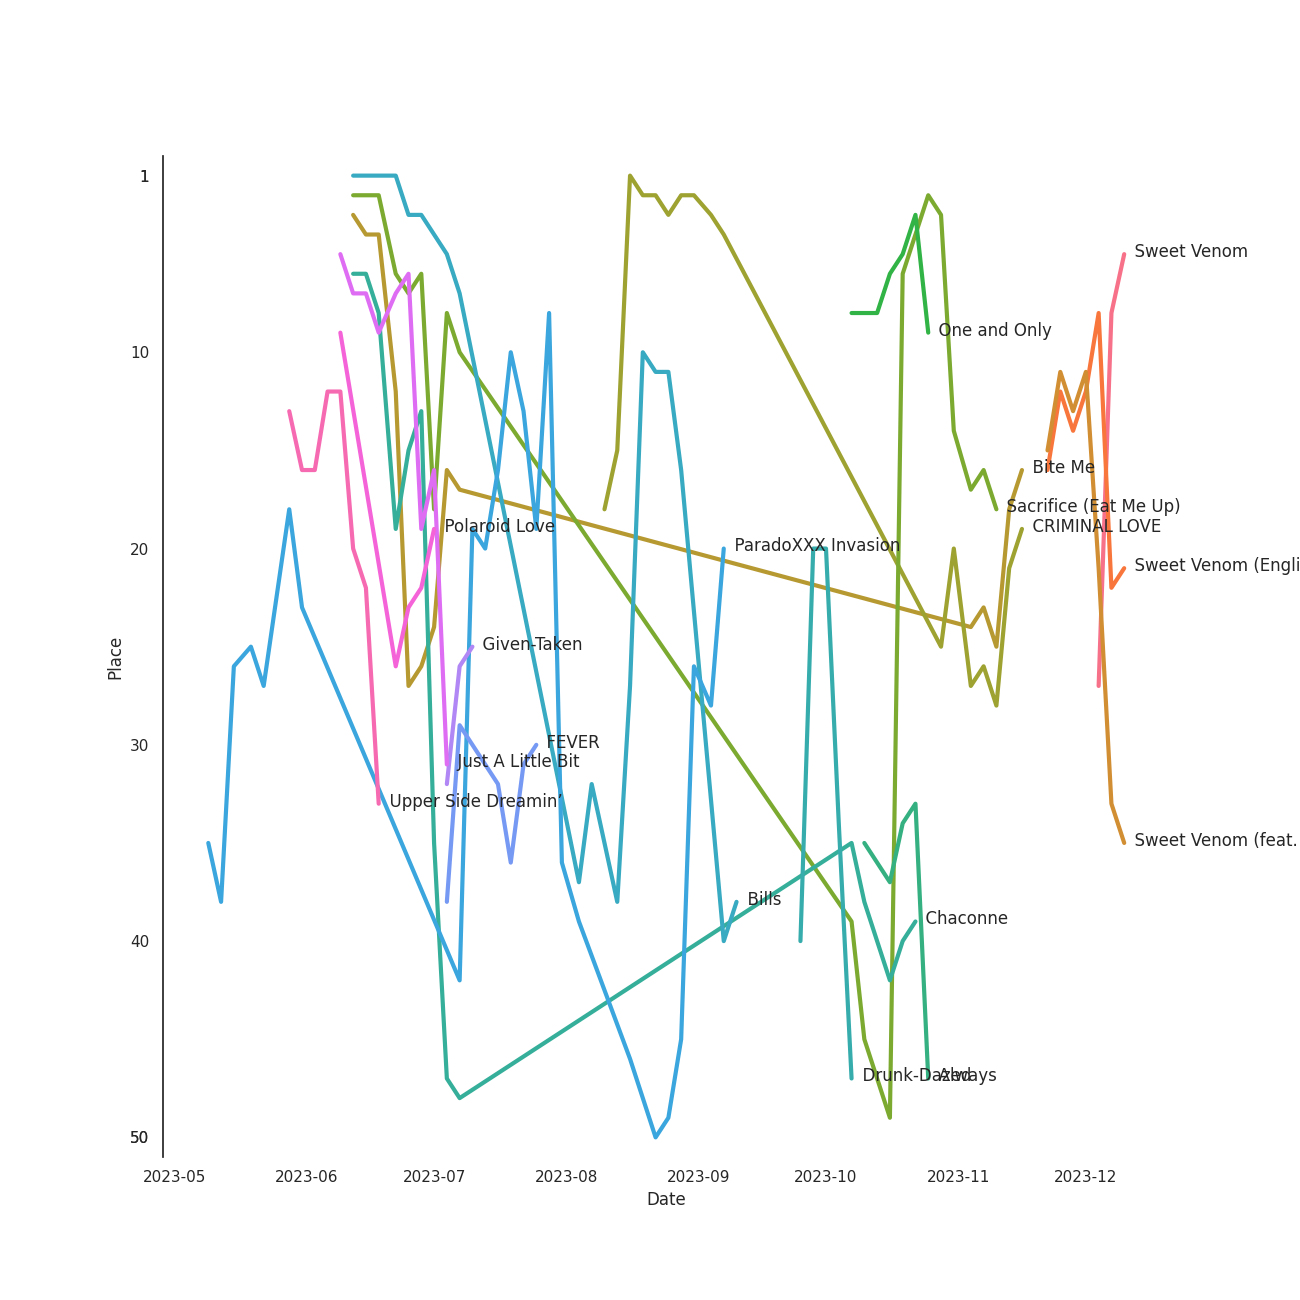 1
10
20
30
40
50
Place
2023-05
2023-06
2023-07
2023-08
2023-09
2023-10
2023-11
2023-12
Date
Sweet Venom
One and Only
Bite Me
Sacrifice (Eat Me Up)
Polaroid Love
CRIMINAL LOVE
ParadoXXX Invasion
Sweet Venom (Engli
Given-Taken
FEVER
Just A Little Bit
Upper Side Dreamin’
Sweet Venom (feat.
Bills
Chaconne
Drunk-Dazed
Always